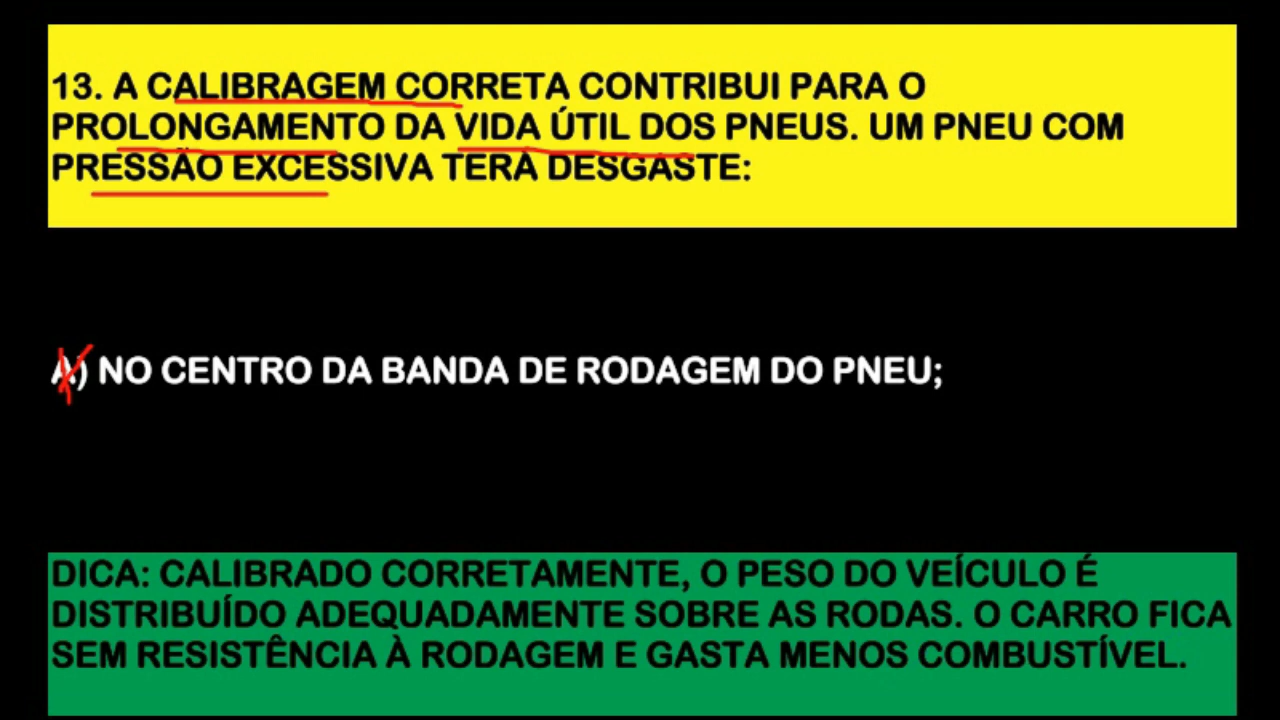 13. A CALIBRAGEM CORRETA CONTRIBUI PARA O
PROLONGAMENTO DA VIDA ÚTIL DOS PNEUS. UM PNEU COM
PRESSÃO EXCESSIVA TERÁ DESGASTE:
A) NO CENTRO DA BANDA DE RODAGEM DO PNEU;
DICA: CALIBRADO CORRETAMENTE, O PESO DO VEÍCULO É
DISTRIBUÍDO ADEQUADAMENTE SOBRE AS RODAS. O CARRO FICA
SEM RESISTÊNCIA À RODAGEM E GASTA MENOS COMBUSTÍVEL.